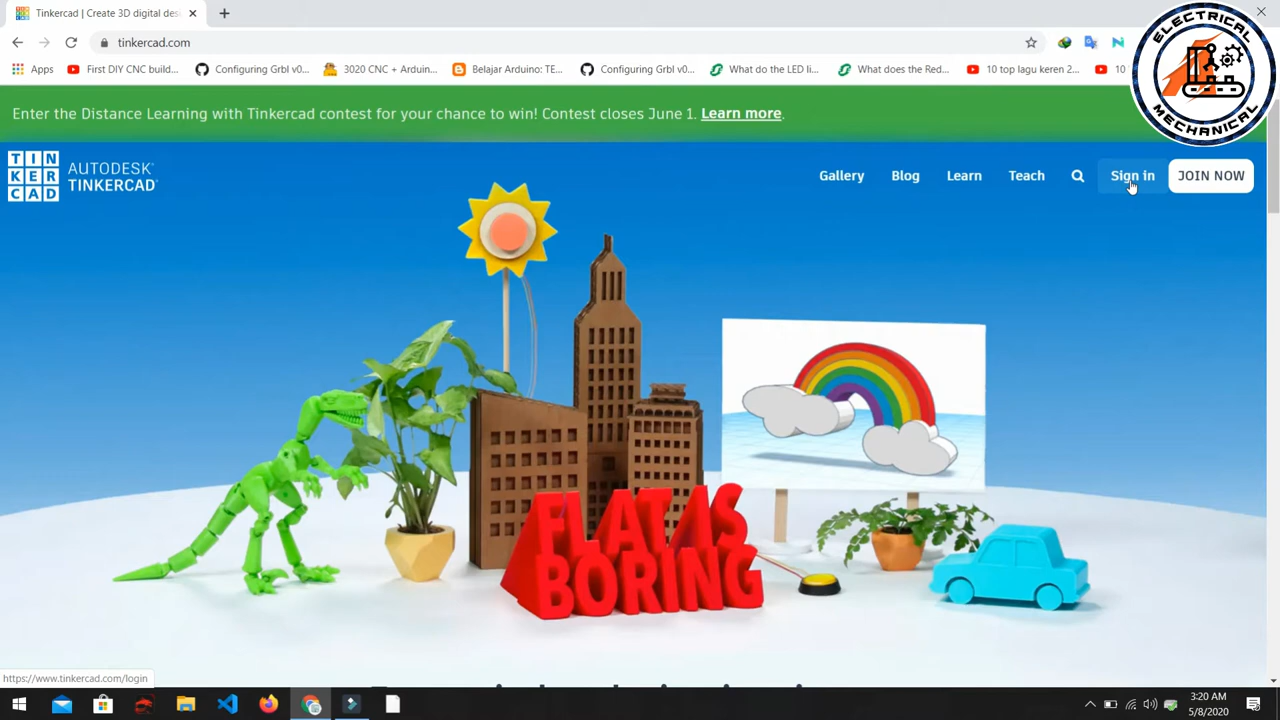 Tinkercad | Create 3D digital des
tinkercad.com
Apps
First DIY CNC build...
Configuring Grbl v0...
3020 CNC + Arduin...
Belajar Arduino - TE...
Configuring Grbl v0...
What do the LED li...
What does the Red...
10 top lagu keren 2...
10
ELECTRICAL
MECHANICAL
Enter the Distance Learning with Tinkercad contest for your chance to win! Contest closes June 1. Learn more.
TIN
KER
CAD
AUTODESK®
TINKERCAD®
Gallery
Blog
Learn
Teach
Sign in
JOIN NOW
FLAT IS
BORING
https://www.tinkercad.com/login
3:20 AM
5/8/2020